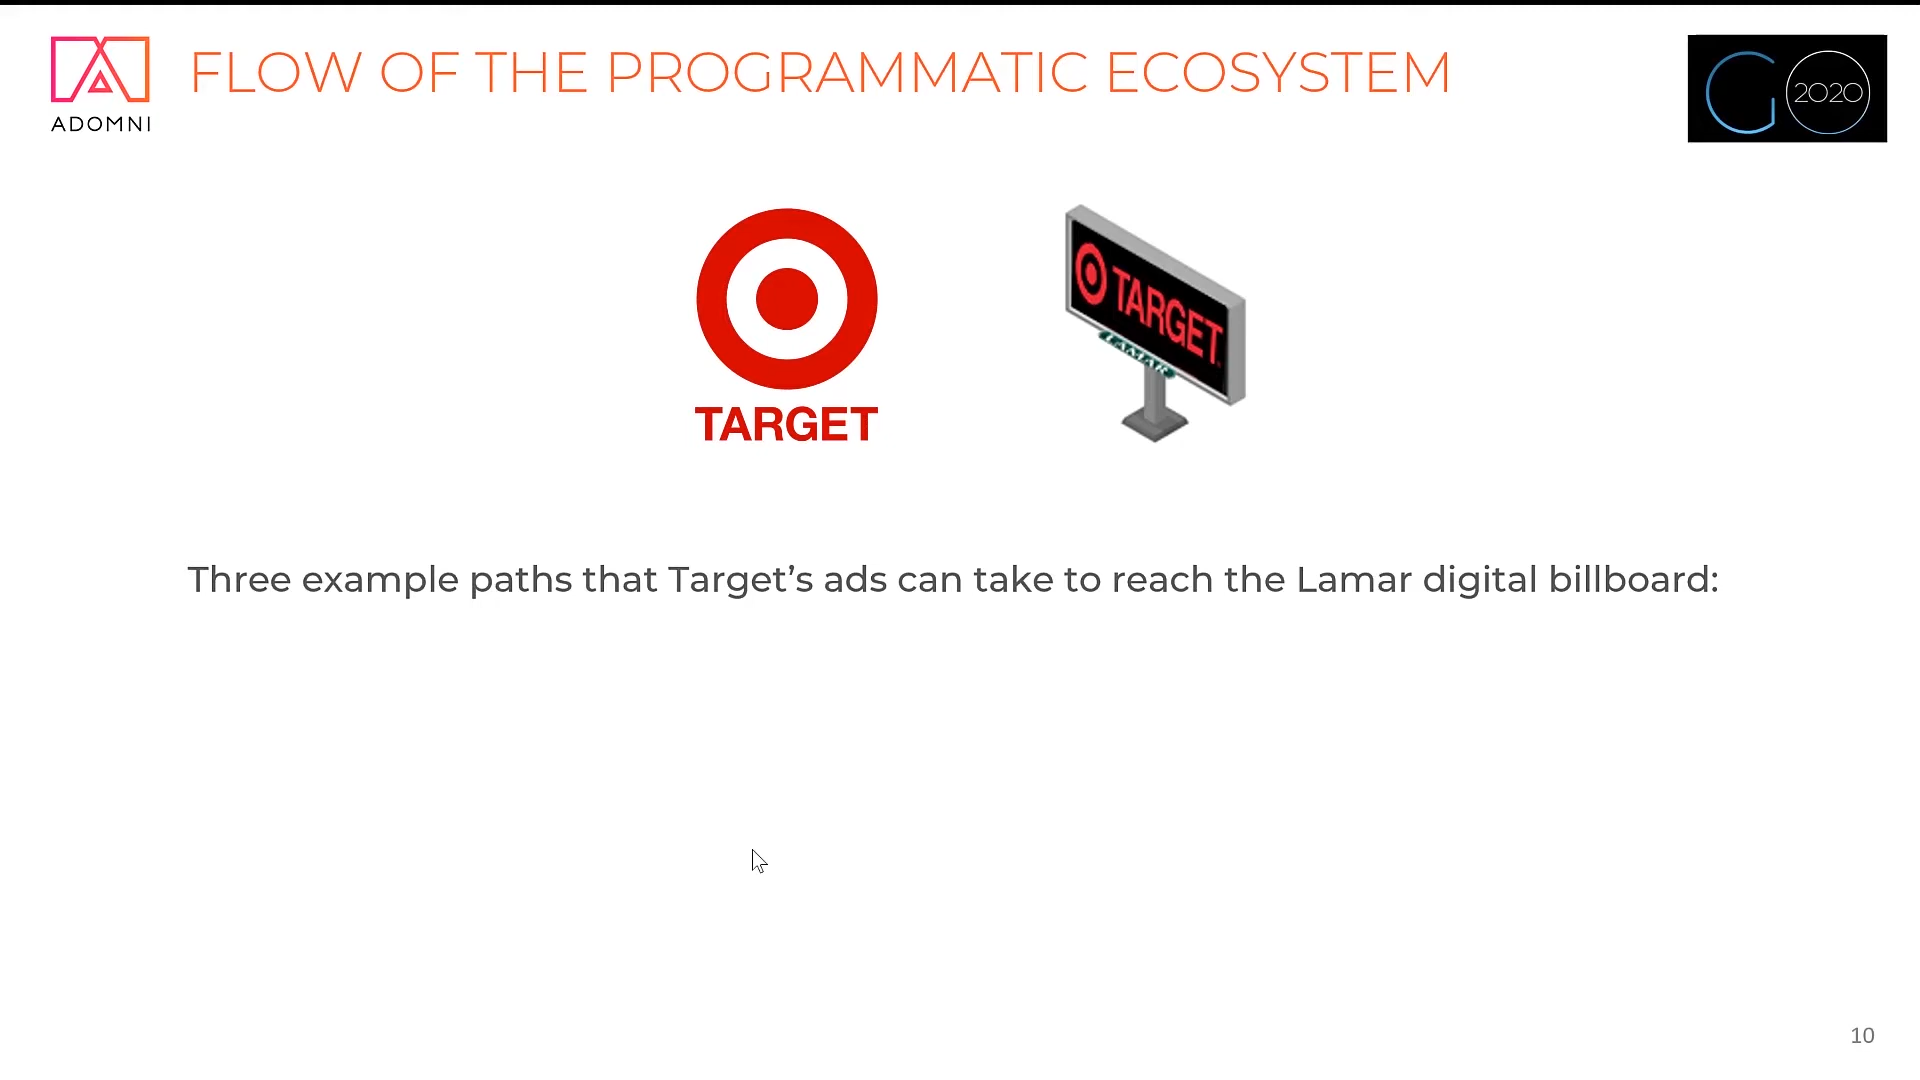 FLOW OF THE PROGRAMMATIC ECOSYSTEM
ADOMNI
GO 2020
TARGET
TARGET
LAMAR
Three example paths that Target’s ads can take to reach the Lamar digital billboard:
10